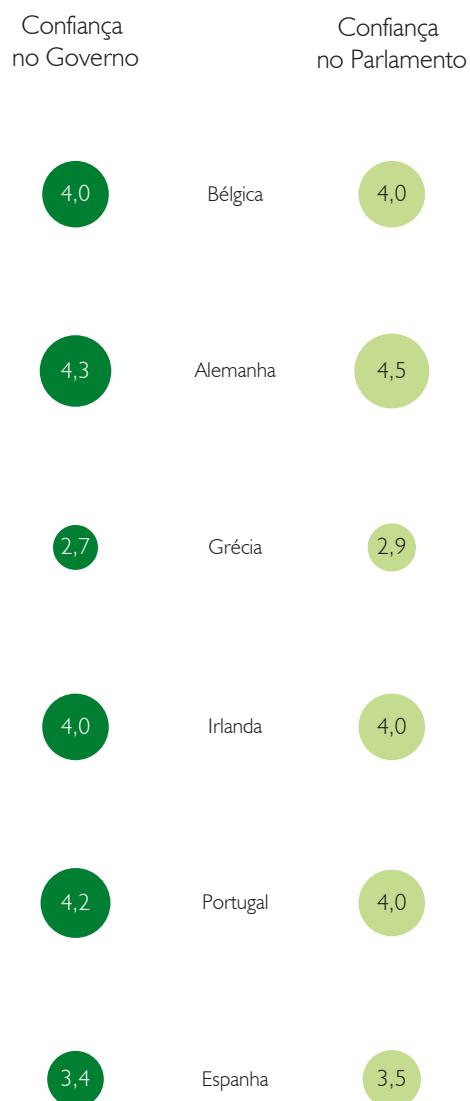 Confiança
no Governo
Confiança
no Parlamento
4,0 Bélgica 4,0
4,3 Alemanha 4,5
2,7 Grécia 2,9
4,0 Irlanda 4,0
4,2 Portugal 4,0
3,4 Espanha 3,5